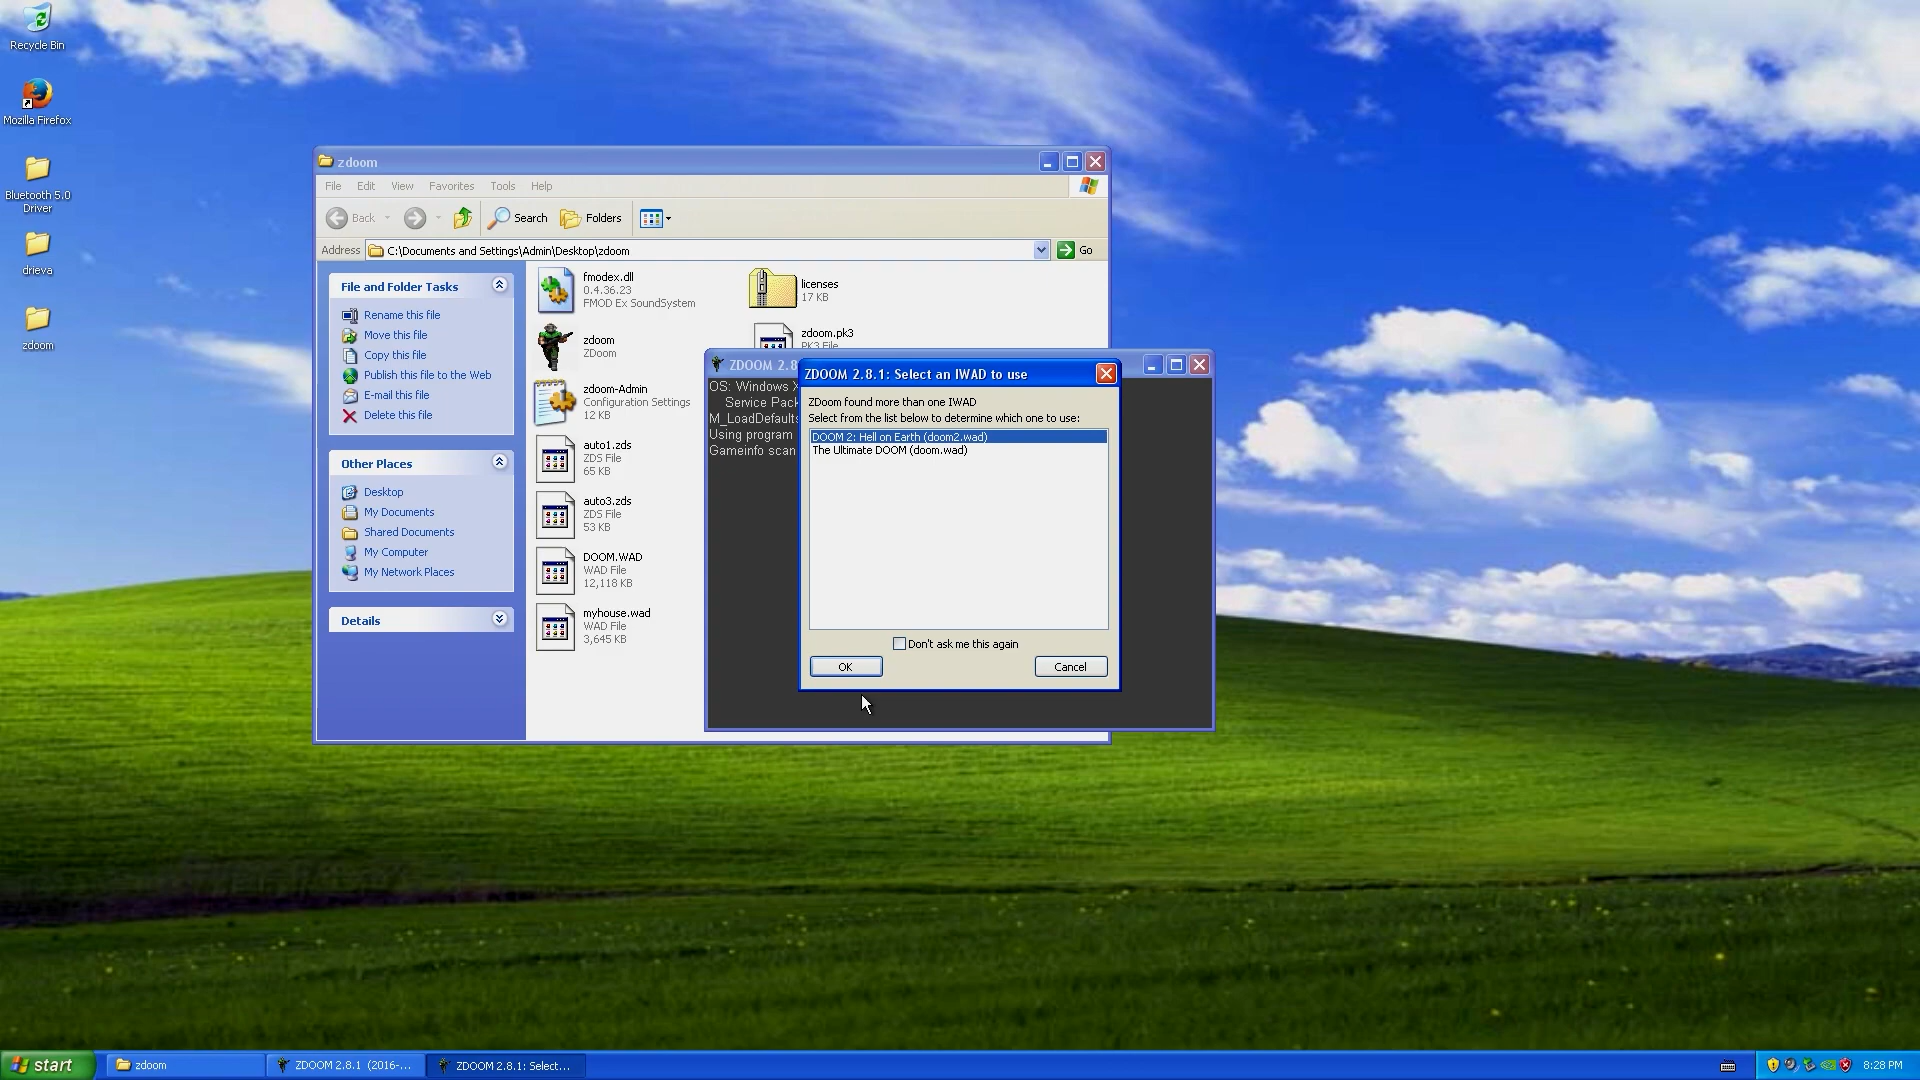 Recycle Bin
Mozilla Firefox
Bluetooth 5.0
Driver
drieva
zdoom
zdoom
File Edit View Favorites Tools Help
Back Search Folders
Address C:\Documents and Settings\Admin\Desktop\zdoom Go
File and Folder Tasks
Rename this file
Move this file
Copy this file
Publish this file to the Web
E-mail this file
Delete this file
Other Places
Desktop
My Documents
Shared Documents
My Computer
My Network Places
Details
fmodex.dll
0.4.36.23
FMOD Ex SoundSystem
zdoom
ZDoom
zdoom-Admin
Configuration Settings
12 KB
auto1.zds
ZDS File
65 KB
auto3.zds
ZDS File
53 KB
DOOM.WAD
WAD File
12,118 KB
myhouse.wad
WAD File
3,645 KB
licenses
17 KB
zdoom.pk3
PK3 File
ZDOOM 2.8
OS: Windows X
Service Pack
M_LoadDefaults
Using program
Gameinfo scan
ZDOOM 2.8.1: Select an IWAD to use
ZDoom found more than one IWAD
Select from the list below to determine which one to use:
DOOM 2: Hell on Earth (doom2.wad)
The Ultimate DOOM (doom.wad)
Don't ask me this again
OK Cancel
start zdoom ZDOOM 2.8.1 (2016-... ZDOOM 2.8.1: Select... 8:28 PM